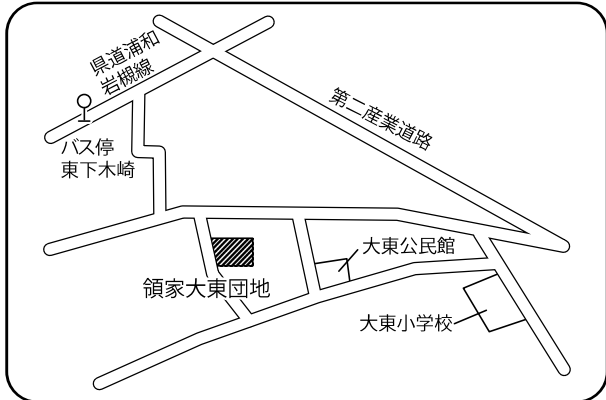 県道浦和
岩槻線
第二産業道路
バス停
東下木崎
大東公民館
領家大東団地
大東小学校